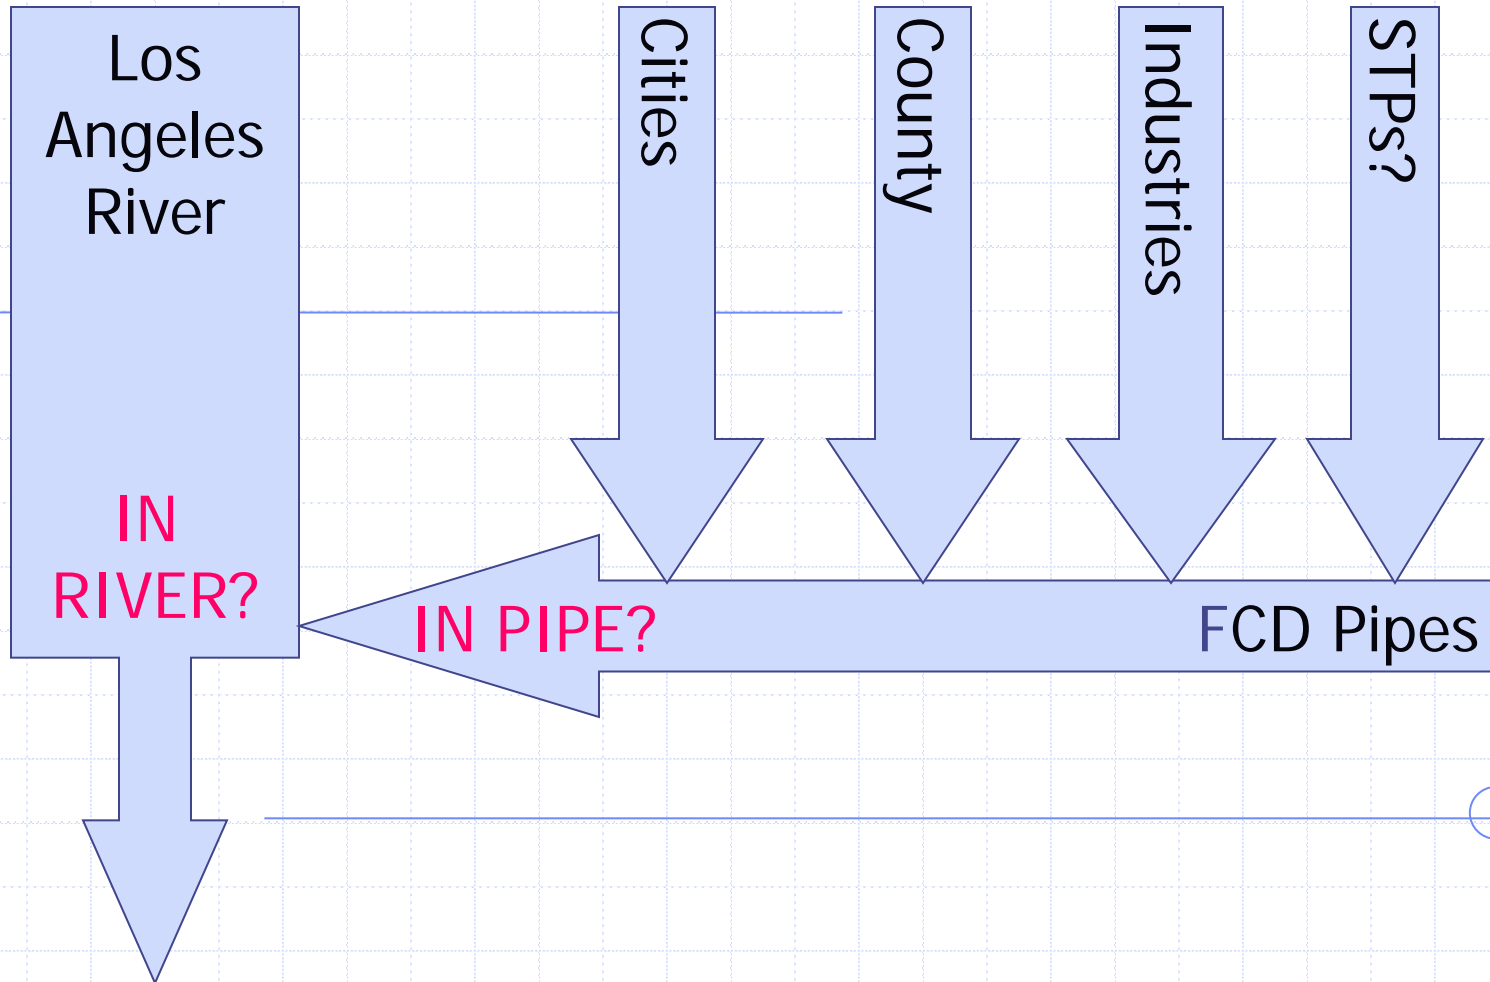 Los
Angeles
River
IN
RIVER?
Cities
County
Industries
STPs?
IN PIPE?
FCD Pipes